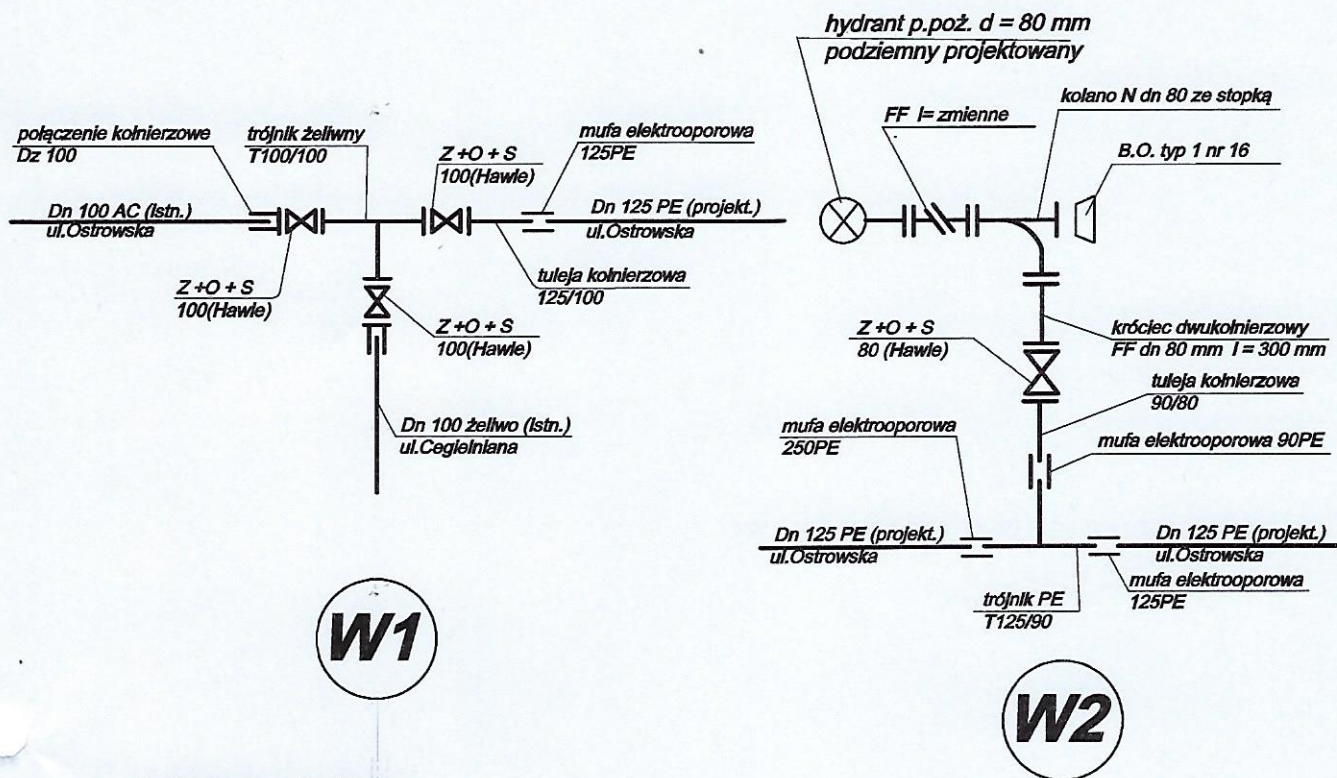 połączenie kołnierzowe
Dz 100
trójnik żeliwny
T100/100
Z +O + S
100(Hawle)
mufa elektrooporowa
125PE
Dn 100 AC (istn.)
ul.Ostrowska
Dn 125 PE (projekt.)
ul.Ostrowska
Z +O + S
100(Hawle)
tuleja kołnierzowa
125/100
Z +O + S
100(Hawle)
Dn 100 żeliwo (istn.)
ul.Cegielniana
W1
hydrant p.poż. d = 80 mm
podziemny projektowany
FF l= zmienne
kolano N dn 80 ze stopką
B.O. typ 1 nr 16
Z +O + S
80 (Hawle)
króciec dwukołnierzowy
FF dn 80 mm l = 300 mm
tuleja kołnierzowa
90/80
mufa elektrooporowa
250PE
mufa elektrooporowa 90PE
Dn 125 PE (projekt.)
ul.Ostrowska
Dn 125 PE (projekt.)
ul.Ostrowska
trójnik PE
T125/90
mufa elektrooporowa
125PE
W2